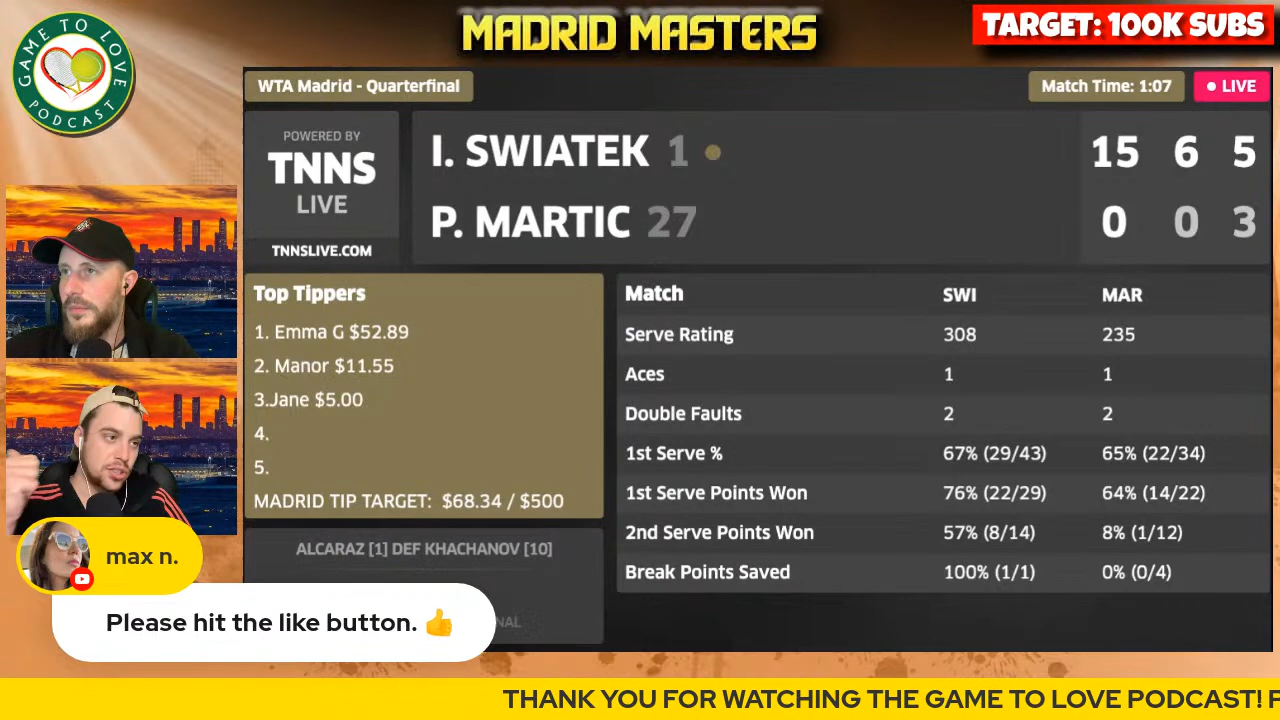 GAME TO LOVE
PODCAST
MADRID MASTERS
TARGET: 100K SUBS
WTA Madrid - Quarterfinal
Match Time: 1:07
LIVE
POWERED BY
TNNS
LIVE
TNNSLIVE.COM
I. SWIATEK 1 15 6 5
P. MARTIC 27 0 0 3
Top Tippers
1. Emma G $52.89
2. Manor $11.55
3.Jane $5.00
4.
5.
MADRID TIP TARGET: $68.34 / $500
ALCARAZ [1] DEF KHACHANOV [10]
Match SWI MAR
Serve Rating 308 235
Aces 1 1
Double Faults 2 2
1st Serve % 67% (29/43) 65% (22/34)
1st Serve Points Won 76% (22/29) 64% (14/22)
2nd Serve Points Won 57% (8/14) 8% (1/12)
Break Points Saved 100% (1/1) 0% (0/4)
max n.
Please hit the like button. 👍
THANK YOU FOR WATCHING THE GAME TO LOVE PODCAST!